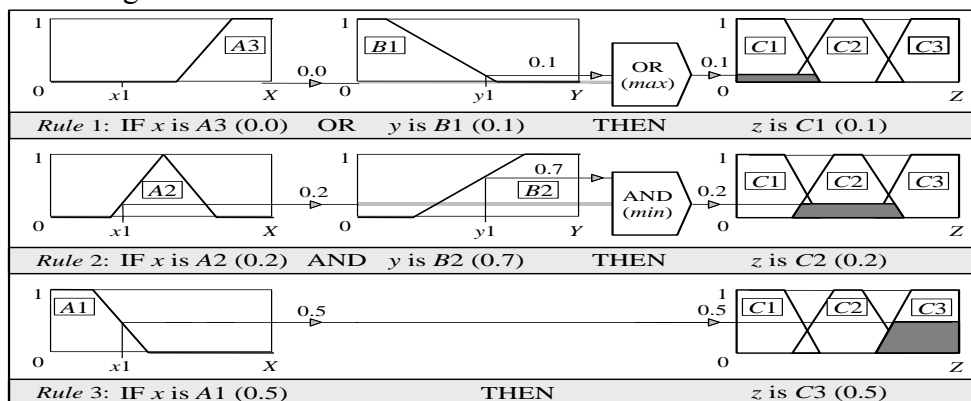 1 A3 1 B1 0.1 OR (max) 0.1 1 C1 C2 C3
0.0
0 x1 X 0 y1 Y 0 Z
Rule 1: IF x is A3 (0.0) OR y is B1 (0.1) THEN z is C1 (0.1)
1 A2 0.2 1 0.7 B2 AND (min) 0.2 1 C1 C2 C3
0 x1 X 0 y1 Y 0 Z
Rule 2: IF x is A2 (0.2) AND y is B2 (0.7) THEN z is C2 (0.2)
1 A1 0.5 0.5 1 C1 C2 C3
0 x1 X 0 Z
Rule 3: IF x is A1 (0.5) THEN z is C3 (0.5)